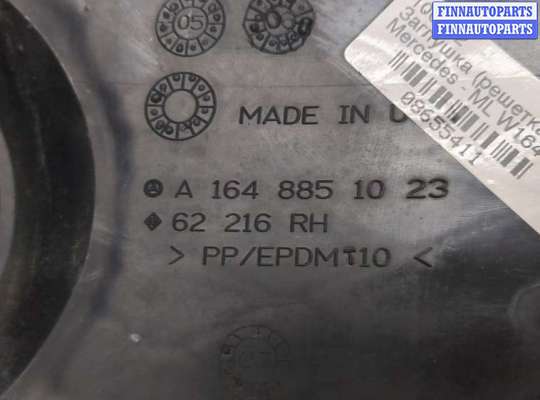 FINNAUTOPARTS
FINNAUTOPARTS
05
Заглушка (решетка
Mercedes - ML W164
08655411
MADE IN U
A 164 885 10 23
62 216 RH
> PP/EPDM T10 <